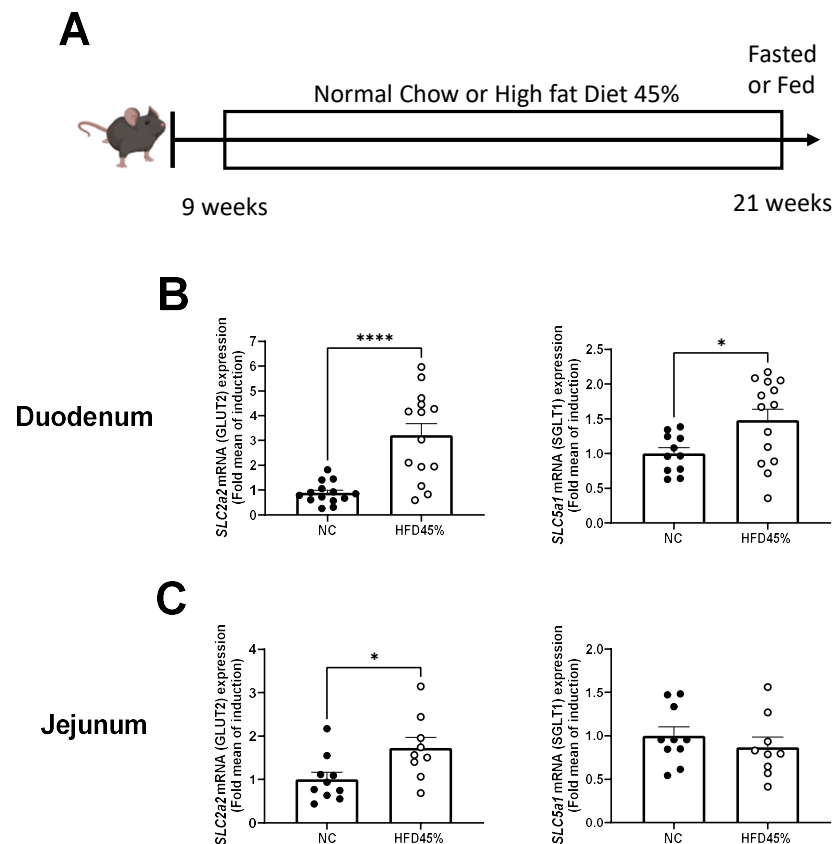 A
Fasted
or Fed
Normal Chow or High fat Diet 45%
9 weeks
21 weeks
B
Duodenum
SLC2a2 mRNA (GLUT2) expression
(Fold mean of induction)
7
6
5
4
3
2
1
0
****
NC
HFD45%
SLC5a1 mRNA (SGLT1) expression
(Fold mean of induction)
2.5
2.0
1.5
1.0
0.5
0.0
*
NC
HFD45%
C
Jejunum
SLC2a2 mRNA (GLUT2) expression
(Fold mean of induction)
4
3
2
1
0
*
NC
HFD45%
SLC5a1 mRNA (SGLT1) expression
(Fold mean of induction)
2.0
1.5
1.0
0.5
0.0
NC
HFD45%